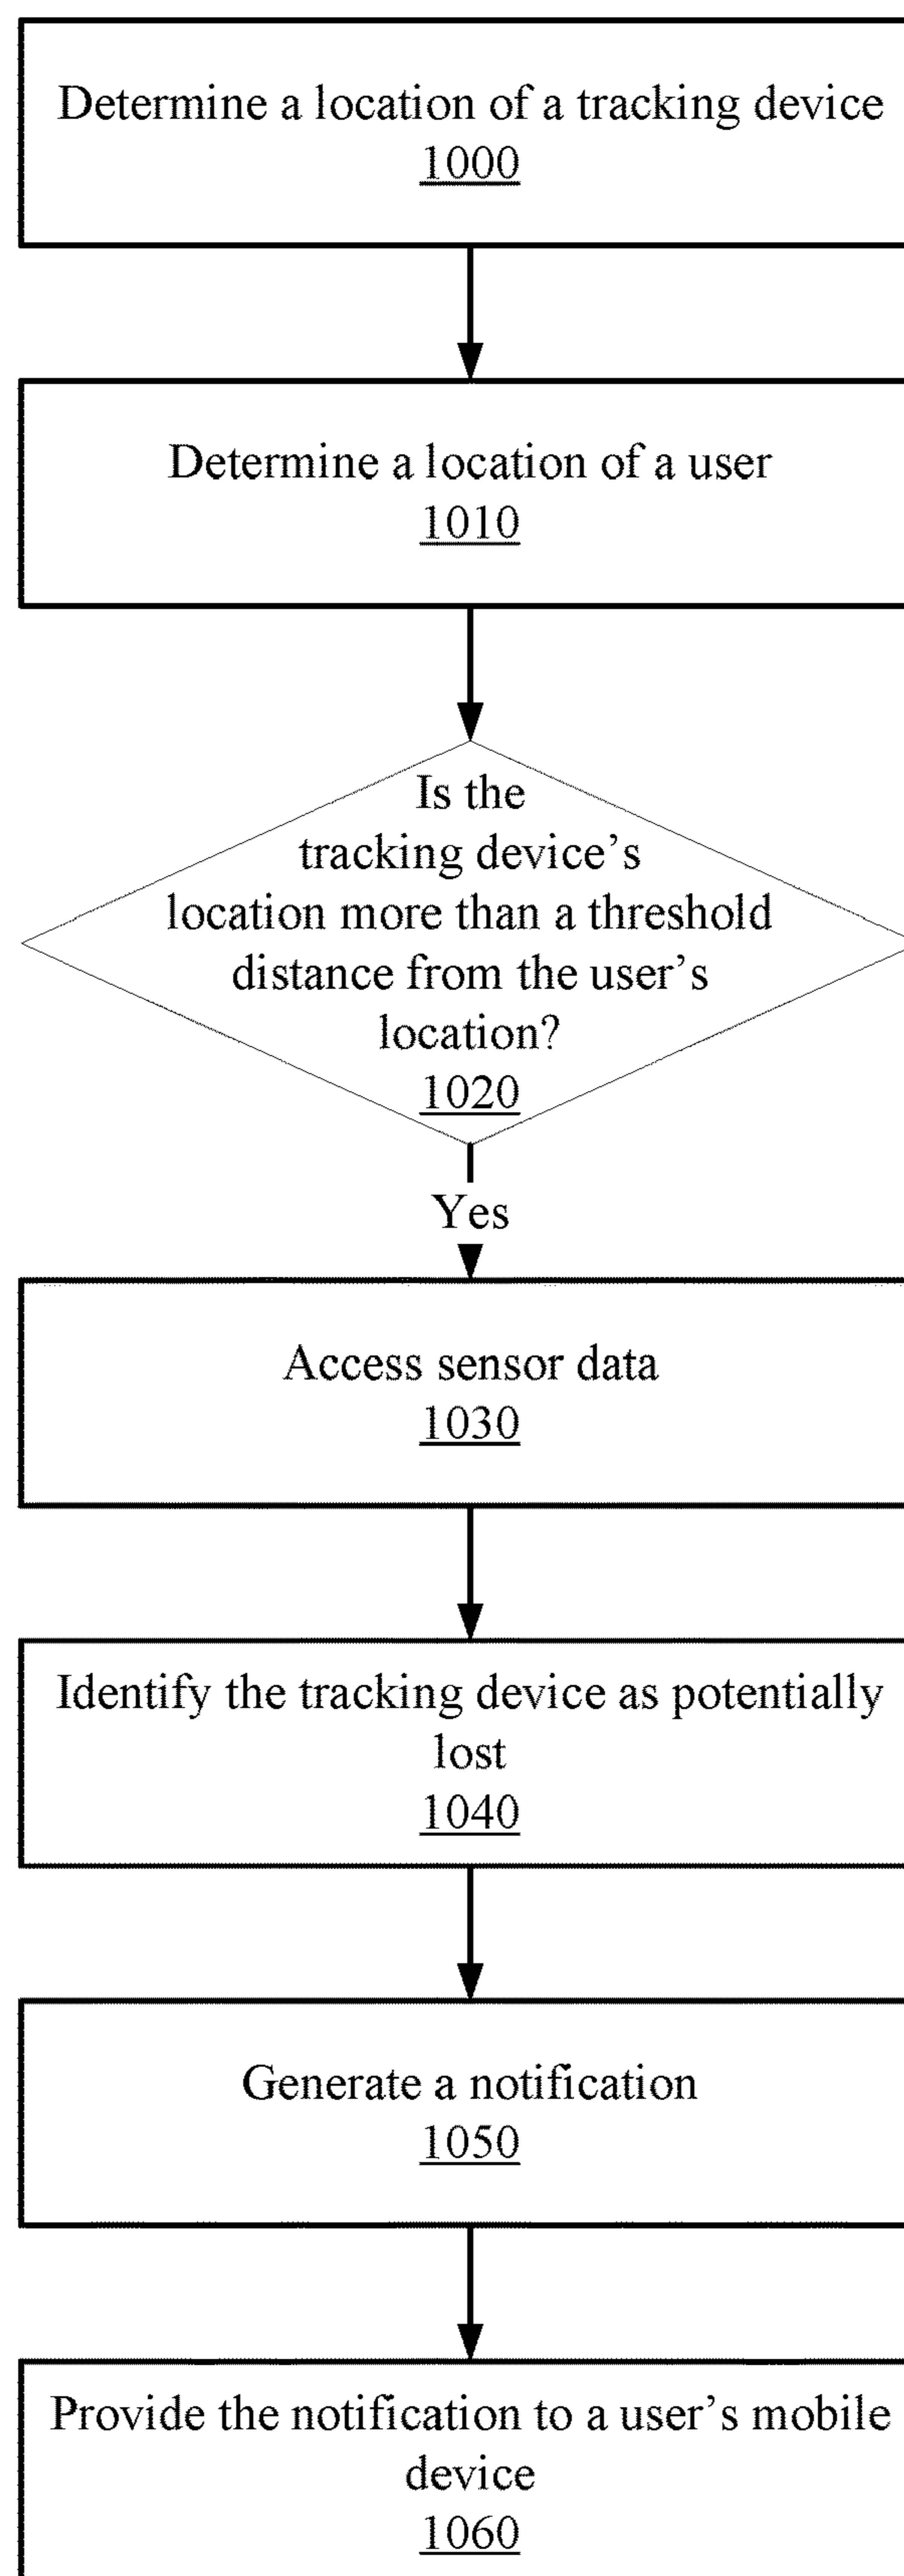 Determine a location of a tracking device
1000
Determine a location of a user
1010
Is the
tracking device’s
location more than a threshold
distance from the user’s
location?
1020
Yes
Access sensor data
1030
Identify the tracking device as potentially
lost
1040
Generate a notification
1050
Provide the notification to a user’s mobile
device
1060